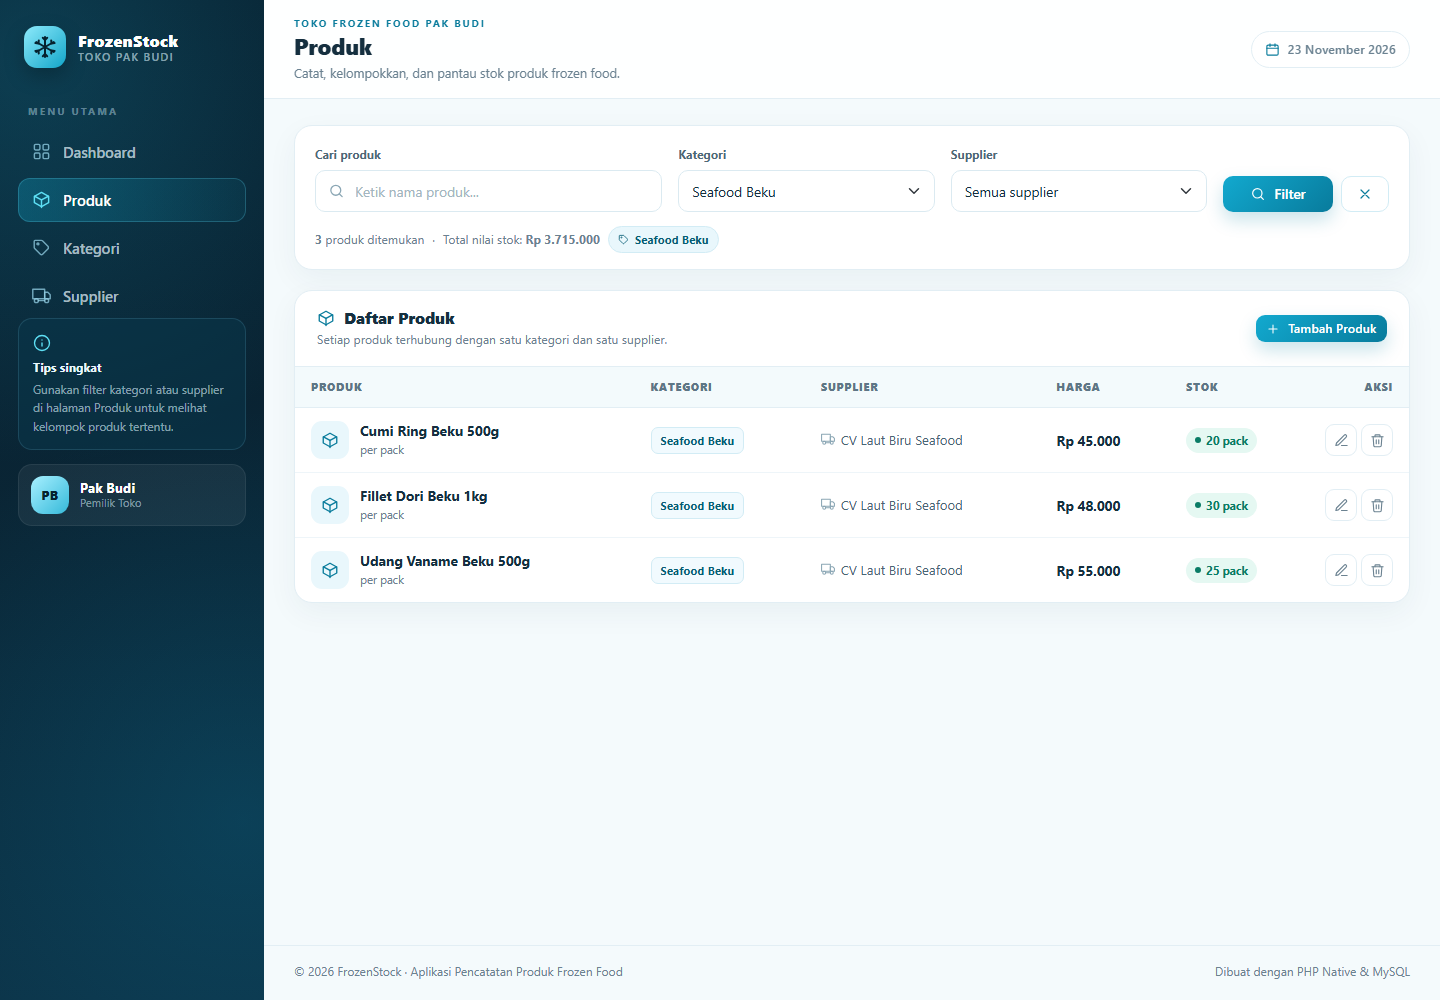 FrozenStock
TOKO PAK BUDI
MENU UTAMA
Dashboard
Produk
Kategori
Supplier
Tips singkat
Gunakan filter kategori atau supplier
di halaman Produk untuk melihat
kelompok produk tertentu.
PB
Pak Budi
Pemilik Toko
TOKO FROZEN FOOD PAK BUDI
Produk
Catat, kelompokkan, dan pantau stok produk frozen food.
23 November 2026
Cari produk
Kategori
Supplier
Ketik nama produk...
Seafood Beku
Semua supplier
Filter
3 produk ditemukan · Total nilai stok: Rp 3.715.000
Seafood Beku
Daftar Produk
Setiap produk terhubung dengan satu kategori dan satu supplier.
Tambah Produk
PRODUK KATEGORI SUPPLIER HARGA STOK AKSI
Cumi Ring Beku 500g
per pack
Seafood Beku
CV Laut Biru Seafood
Rp 45.000
20 pack
Fillet Dori Beku 1kg
per pack
Seafood Beku
CV Laut Biru Seafood
Rp 48.000
30 pack
Udang Vaname Beku 500g
per pack
Seafood Beku
CV Laut Biru Seafood
Rp 55.000
25 pack
© 2026 FrozenStock · Aplikasi Pencatatan Produk Frozen Food
Dibuat dengan PHP Native & MySQL